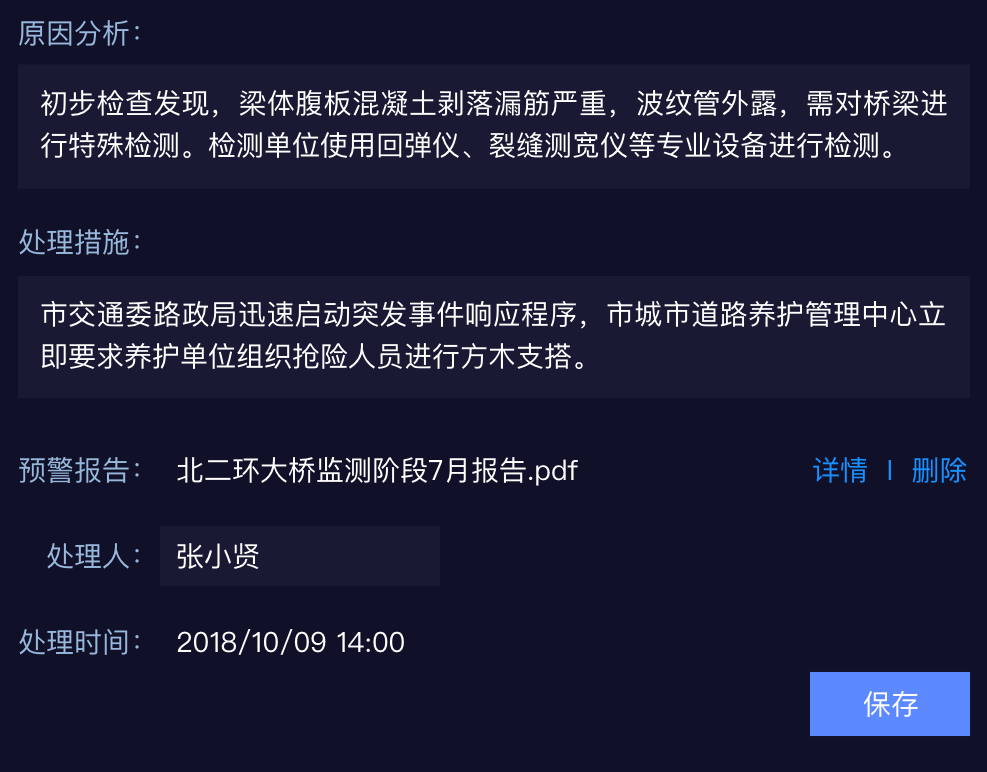 原因分析：
初步检查发现，梁体腹板混凝土剥落漏筋严重，波纹管外露，需对桥梁进
行特殊检测。检测单位使用回弹仪、裂缝测宽仪等专业设备进行检测。
处理措施：
市交通委路政局迅速启动突发事件响应程序，市城市道路养护管理中心立
即要求养护单位组织抢险人员进行方木支搭。
预警报告： 北二环大桥监测阶段7月报告.pdf 详情 | 删除
处理人： 张小贤
处理时间： 2018/10/09 14:00
保存